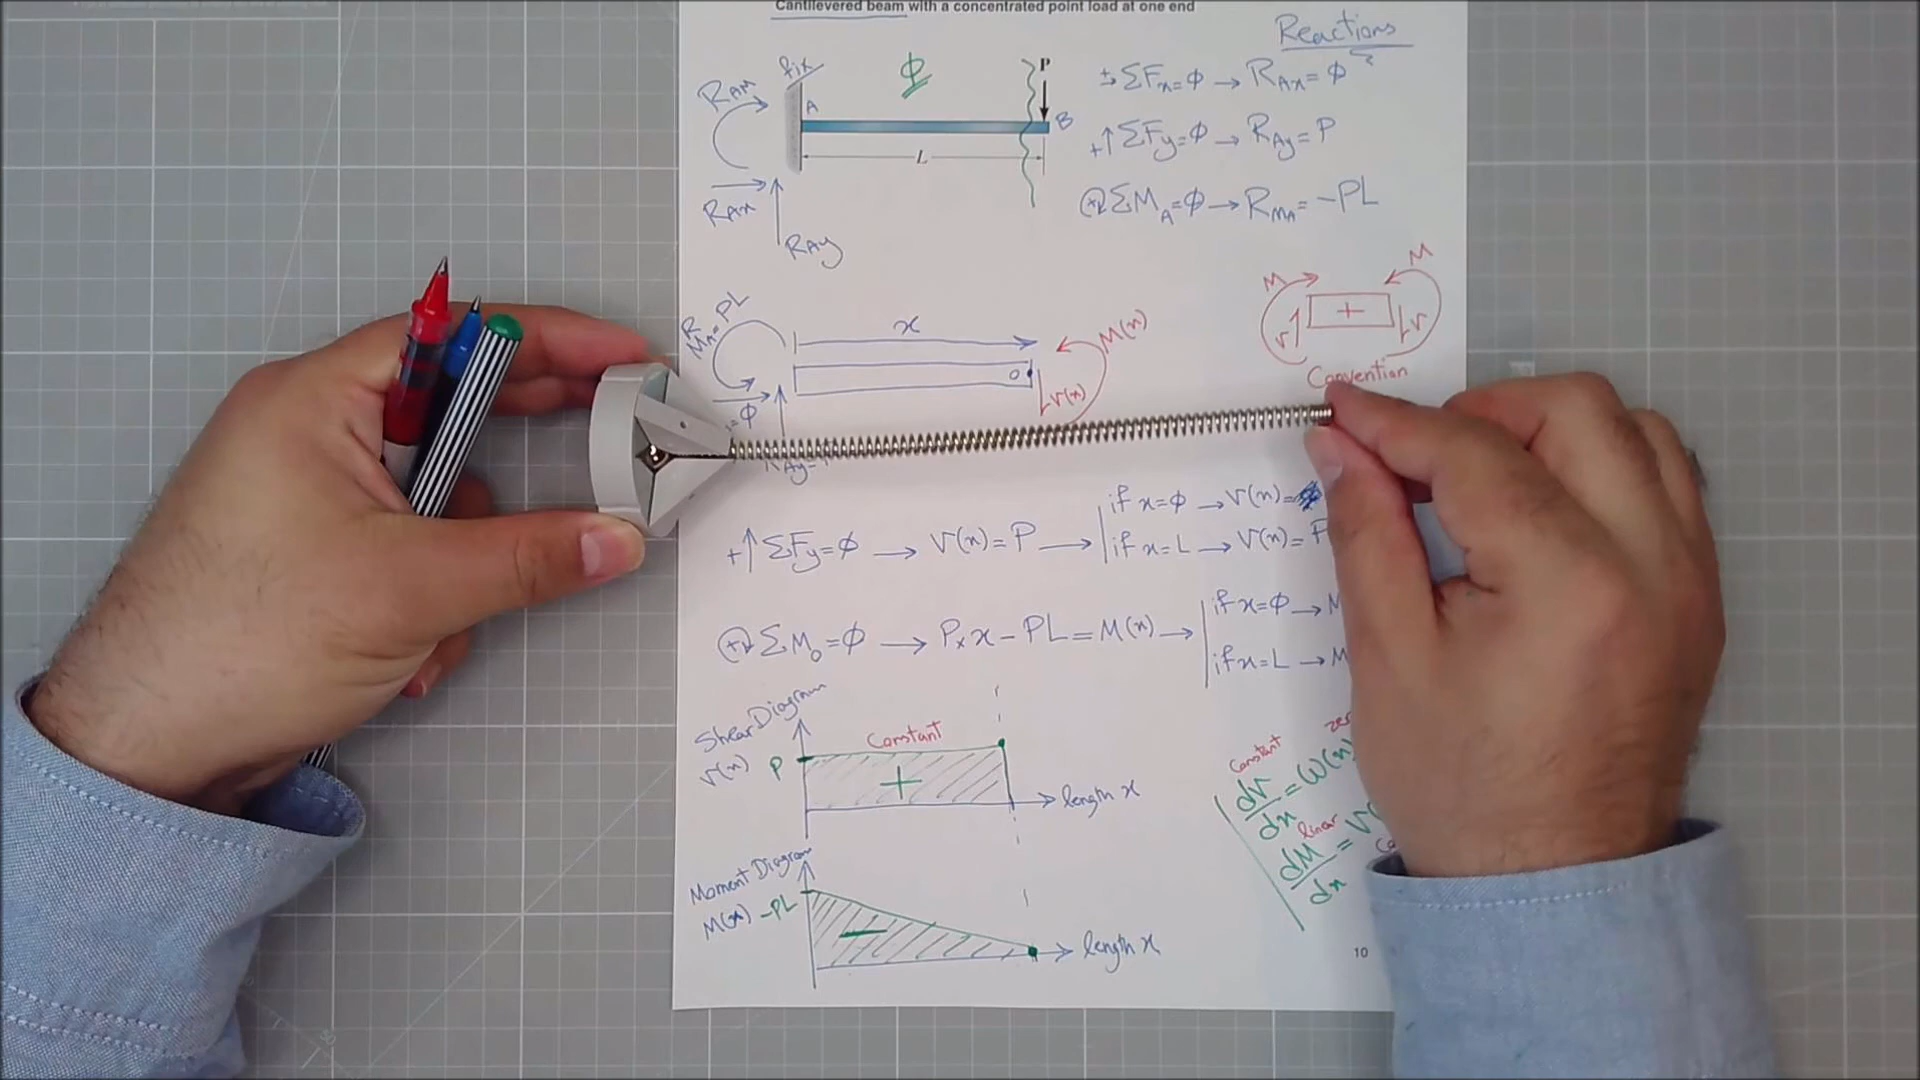 Cantilevered beam with a concentrated point load at one end
Reactions
fix
ϕ
P
RAM
A
B
L
RAx
RAy
+→ ΣFx=ϕ → RAx=ϕ
+↑ ΣFy=ϕ → RAy=P
ΣMA=ϕ → RMA=-PL
M
M
V
+
V
Convention
RMA=-PL
x
M(x)
O
V(x)
=ϕ
Ay=
+↑ ΣFy=ϕ → V(x)=P →
if x=ϕ → V(x)=
if x=L → V(x)=P
ΣMo=ϕ → P×x-PL=M(x) →
if x=ϕ → M
if x=L → M
Shear Diagram
V(x)
P
Constant
+
length x
Moment Diagram
M(x) -PL
−
length x
Constant
dV/dx=ω(x)
linear
dM/dx=V(
10
50